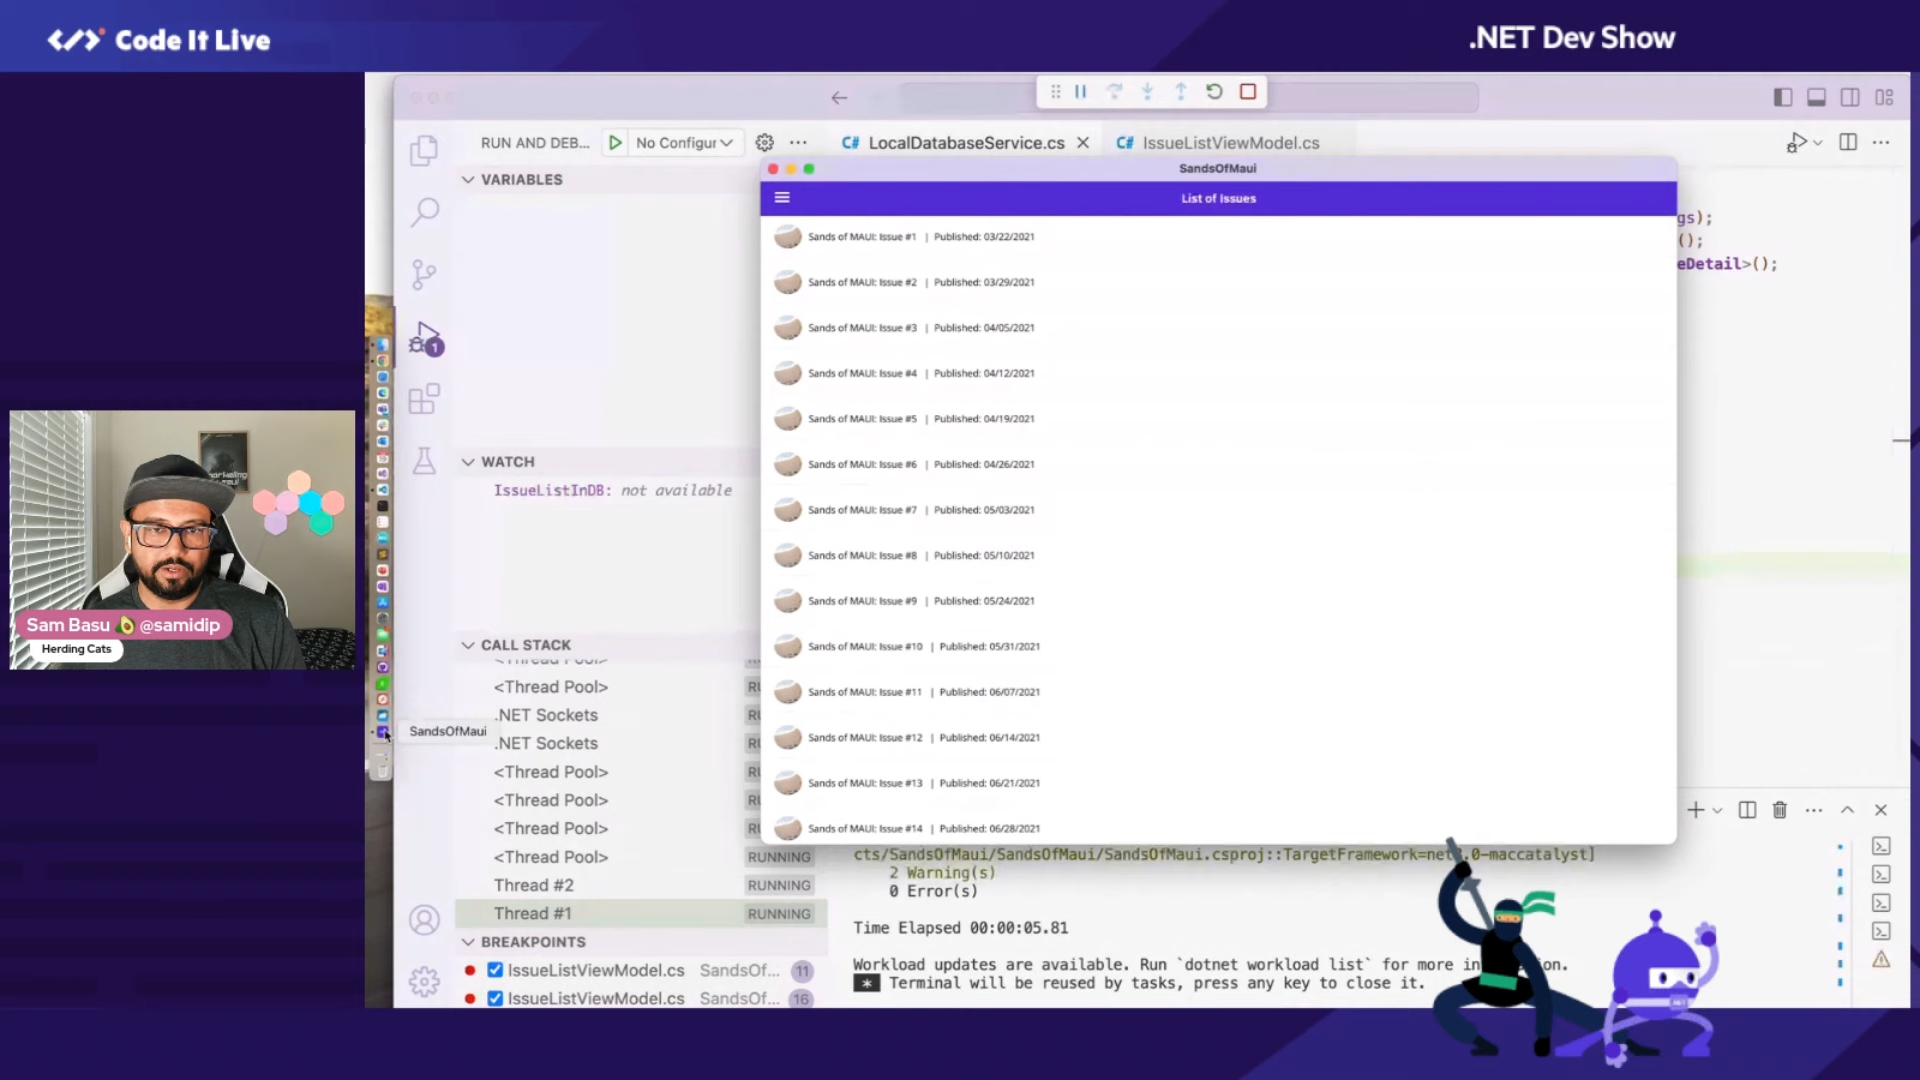 Code It Live
.NET Dev Show
RUN AND DEB...
No Configur
LocalDatabaseService.cs
IssueListViewModel.cs
VARIABLES
SandsOfMaui
List of Issues
Sands of MAUI: Issue #1 | Published: 03/22/2021
Sands of MAUI: Issue #2 | Published: 03/29/2021
Sands of MAUI: Issue #3 | Published: 04/05/2021
Sands of MAUI: Issue #4 | Published: 04/12/2021
Sands of MAUI: Issue #5 | Published: 04/19/2021
Sands of MAUI: Issue #6 | Published: 04/26/2021
Sands of MAUI: Issue #7 | Published: 05/03/2021
Sands of MAUI: Issue #8 | Published: 05/10/2021
Sands of MAUI: Issue #9 | Published: 05/24/2021
Sands of MAUI: Issue #10 | Published: 05/31/2021
Sands of MAUI: Issue #11 | Published: 06/07/2021
Sands of MAUI: Issue #12 | Published: 06/14/2021
Sands of MAUI: Issue #13 | Published: 06/21/2021
Sands of MAUI: Issue #14 | Published: 06/28/2021
gs);
();
eDetail>();
1
WATCH
IssueListInDB: not available
Sam Basu 🥑 @samidip
Herding Cats
CALL STACK
<Thread Pool>
<Thread Pool> RU
.NET Sockets RU
SandsOfMaui
.NET Sockets RU
<Thread Pool> RU
<Thread Pool> RU
<Thread Pool> RU
<Thread Pool> RUNNING
Thread #2 RUNNING
Thread #1 RUNNING
BREAKPOINTS
IssueListViewModel.cs SandsOf... 11
IssueListViewModel.cs SandsOf... 16
cts/SandsOfMaui/SandsOfMaui/SandsOfMaui.csproj::TargetFramework=net .0-maccatalyst]
2 Warning(s)
0 Error(s)
Time Elapsed 00:00:05.81
Workload updates are available. Run `dotnet workload list` for more in ion.
* Terminal will be reused by tasks, press any key to close it.